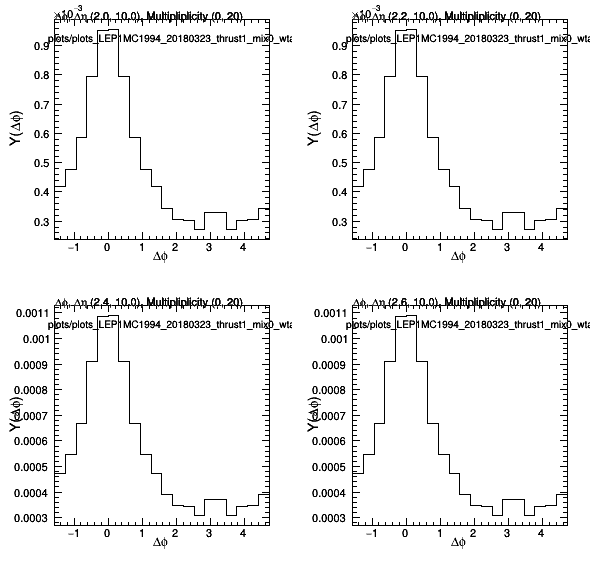 ×10⁻³ Δφ, Δη (2.0, 10.0), Multipliplicity (0, 20)
plots/plots_LEP1MC1994_20180323_thrust1_mix0_wta
Y(Δφ)
0.9
0.8
0.7
0.6
0.5
0.4
0.3
−1 0 1 2 3 4
Δφ
×10⁻³ Δφ, Δη (2.2, 10.0), Multipliplicity (0, 20)
plots/plots_LEP1MC1994_20180323_thrust1_mix0_wta
Y(Δφ)
0.9
0.8
0.7
0.6
0.5
0.4
0.3
−1 0 1 2 3 4
Δφ
Δφ, Δη (2.4, 10.0), Multipliplicity (0, 20)
plots/plots_LEP1MC1994_20180323_thrust1_mix0_wta
Y(Δφ)
0.0011
0.001
0.0009
0.0008
0.0007
0.0006
0.0005
0.0004
0.0003
−1 0 1 2 3 4
Δφ
Δφ, Δη (2.6, 10.0), Multipliplicity (0, 20)
plots/plots_LEP1MC1994_20180323_thrust1_mix0_wta
Y(Δφ)
0.0011
0.001
0.0009
0.0008
0.0007
0.0006
0.0005
0.0004
0.0003
−1 0 1 2 3 4
Δφ